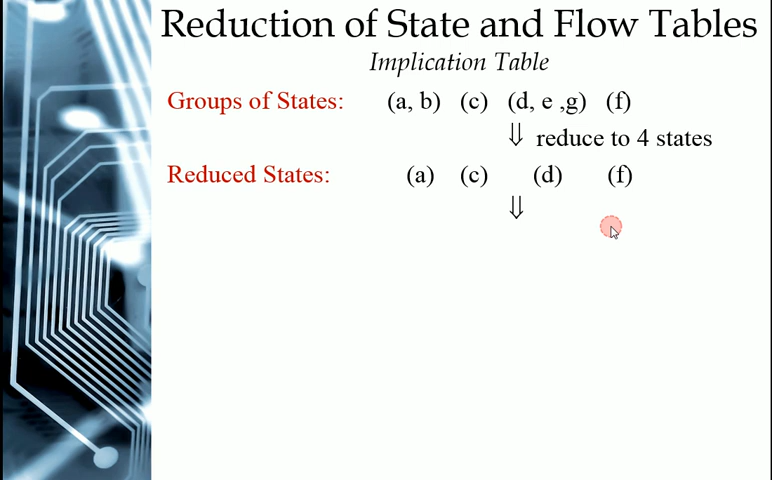 Reduction of State and Flow Tables
Implication Table
Groups of States: (a, b) (c) (d, e ,g) (f)
⇓ reduce to 4 states
Reduced States: (a) (c) (d) (f)
⇓